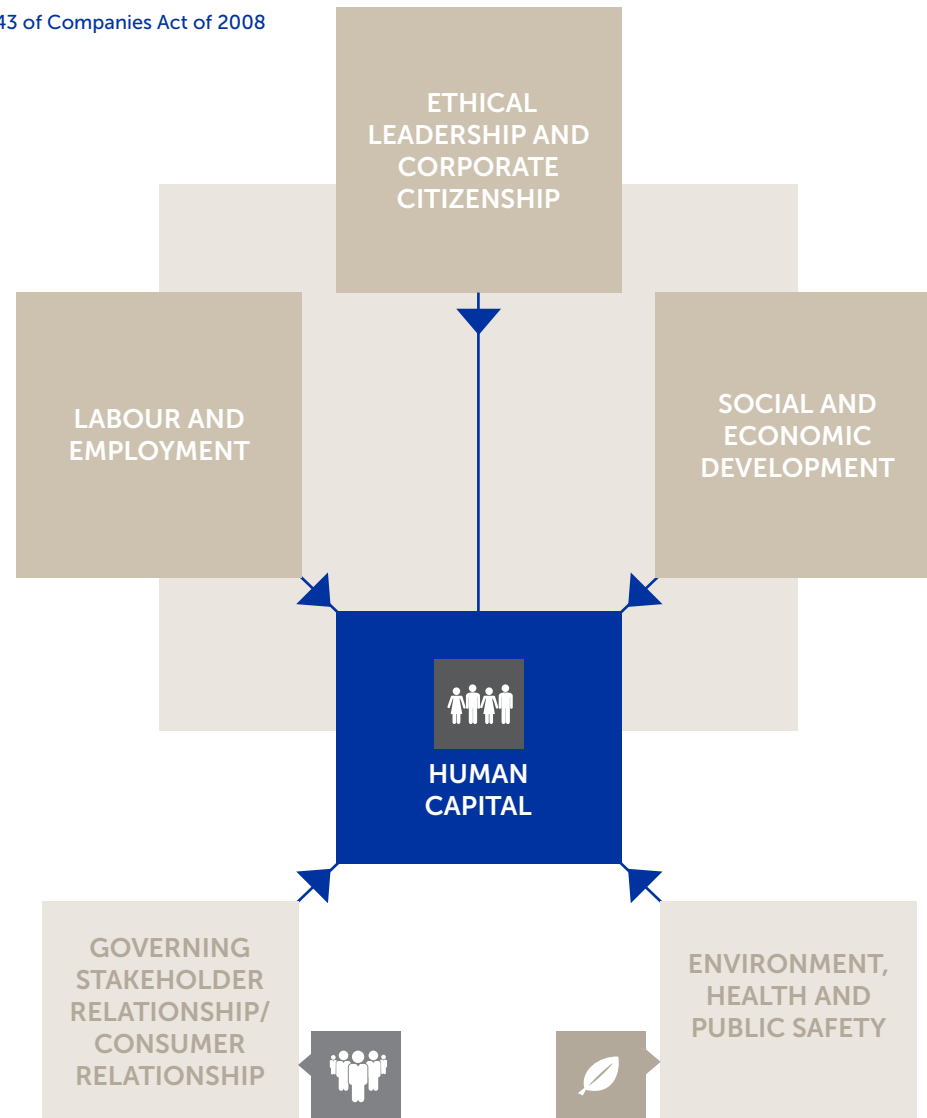 43 of Companies Act of 2008
ETHICAL
LEADERSHIP AND
CORPORATE
CITIZENSHIP
LABOUR AND
EMPLOYMENT
SOCIAL AND
ECONOMIC
DEVELOPMENT
HUMAN
CAPITAL
GOVERNING
STAKEHOLDER
RELATIONSHIP/
CONSUMER
RELATIONSHIP
ENVIRONMENT,
HEALTH AND
PUBLIC SAFETY